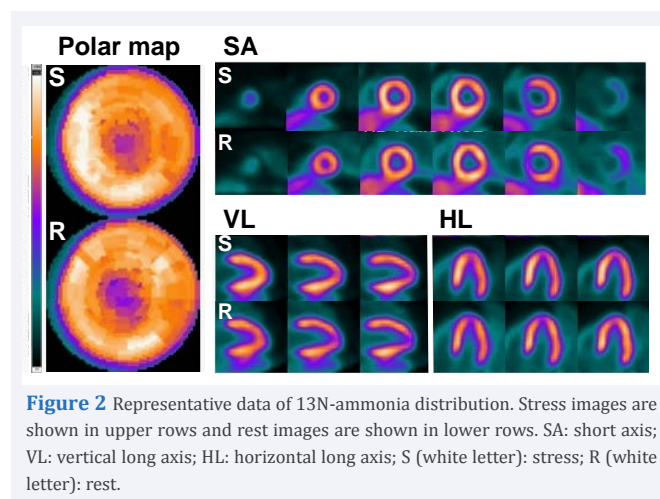 Polar map
SA
S
S
R
R
VL
HL
S
S
R
R
Figure 2 Representative data of 13N-ammonia distribution. Stress images are
shown in upper rows and rest images are shown in lower rows. SA: short axis;
VL: vertical long axis; HL: horizontal long axis; S (white letter): stress; R (white
letter): rest.